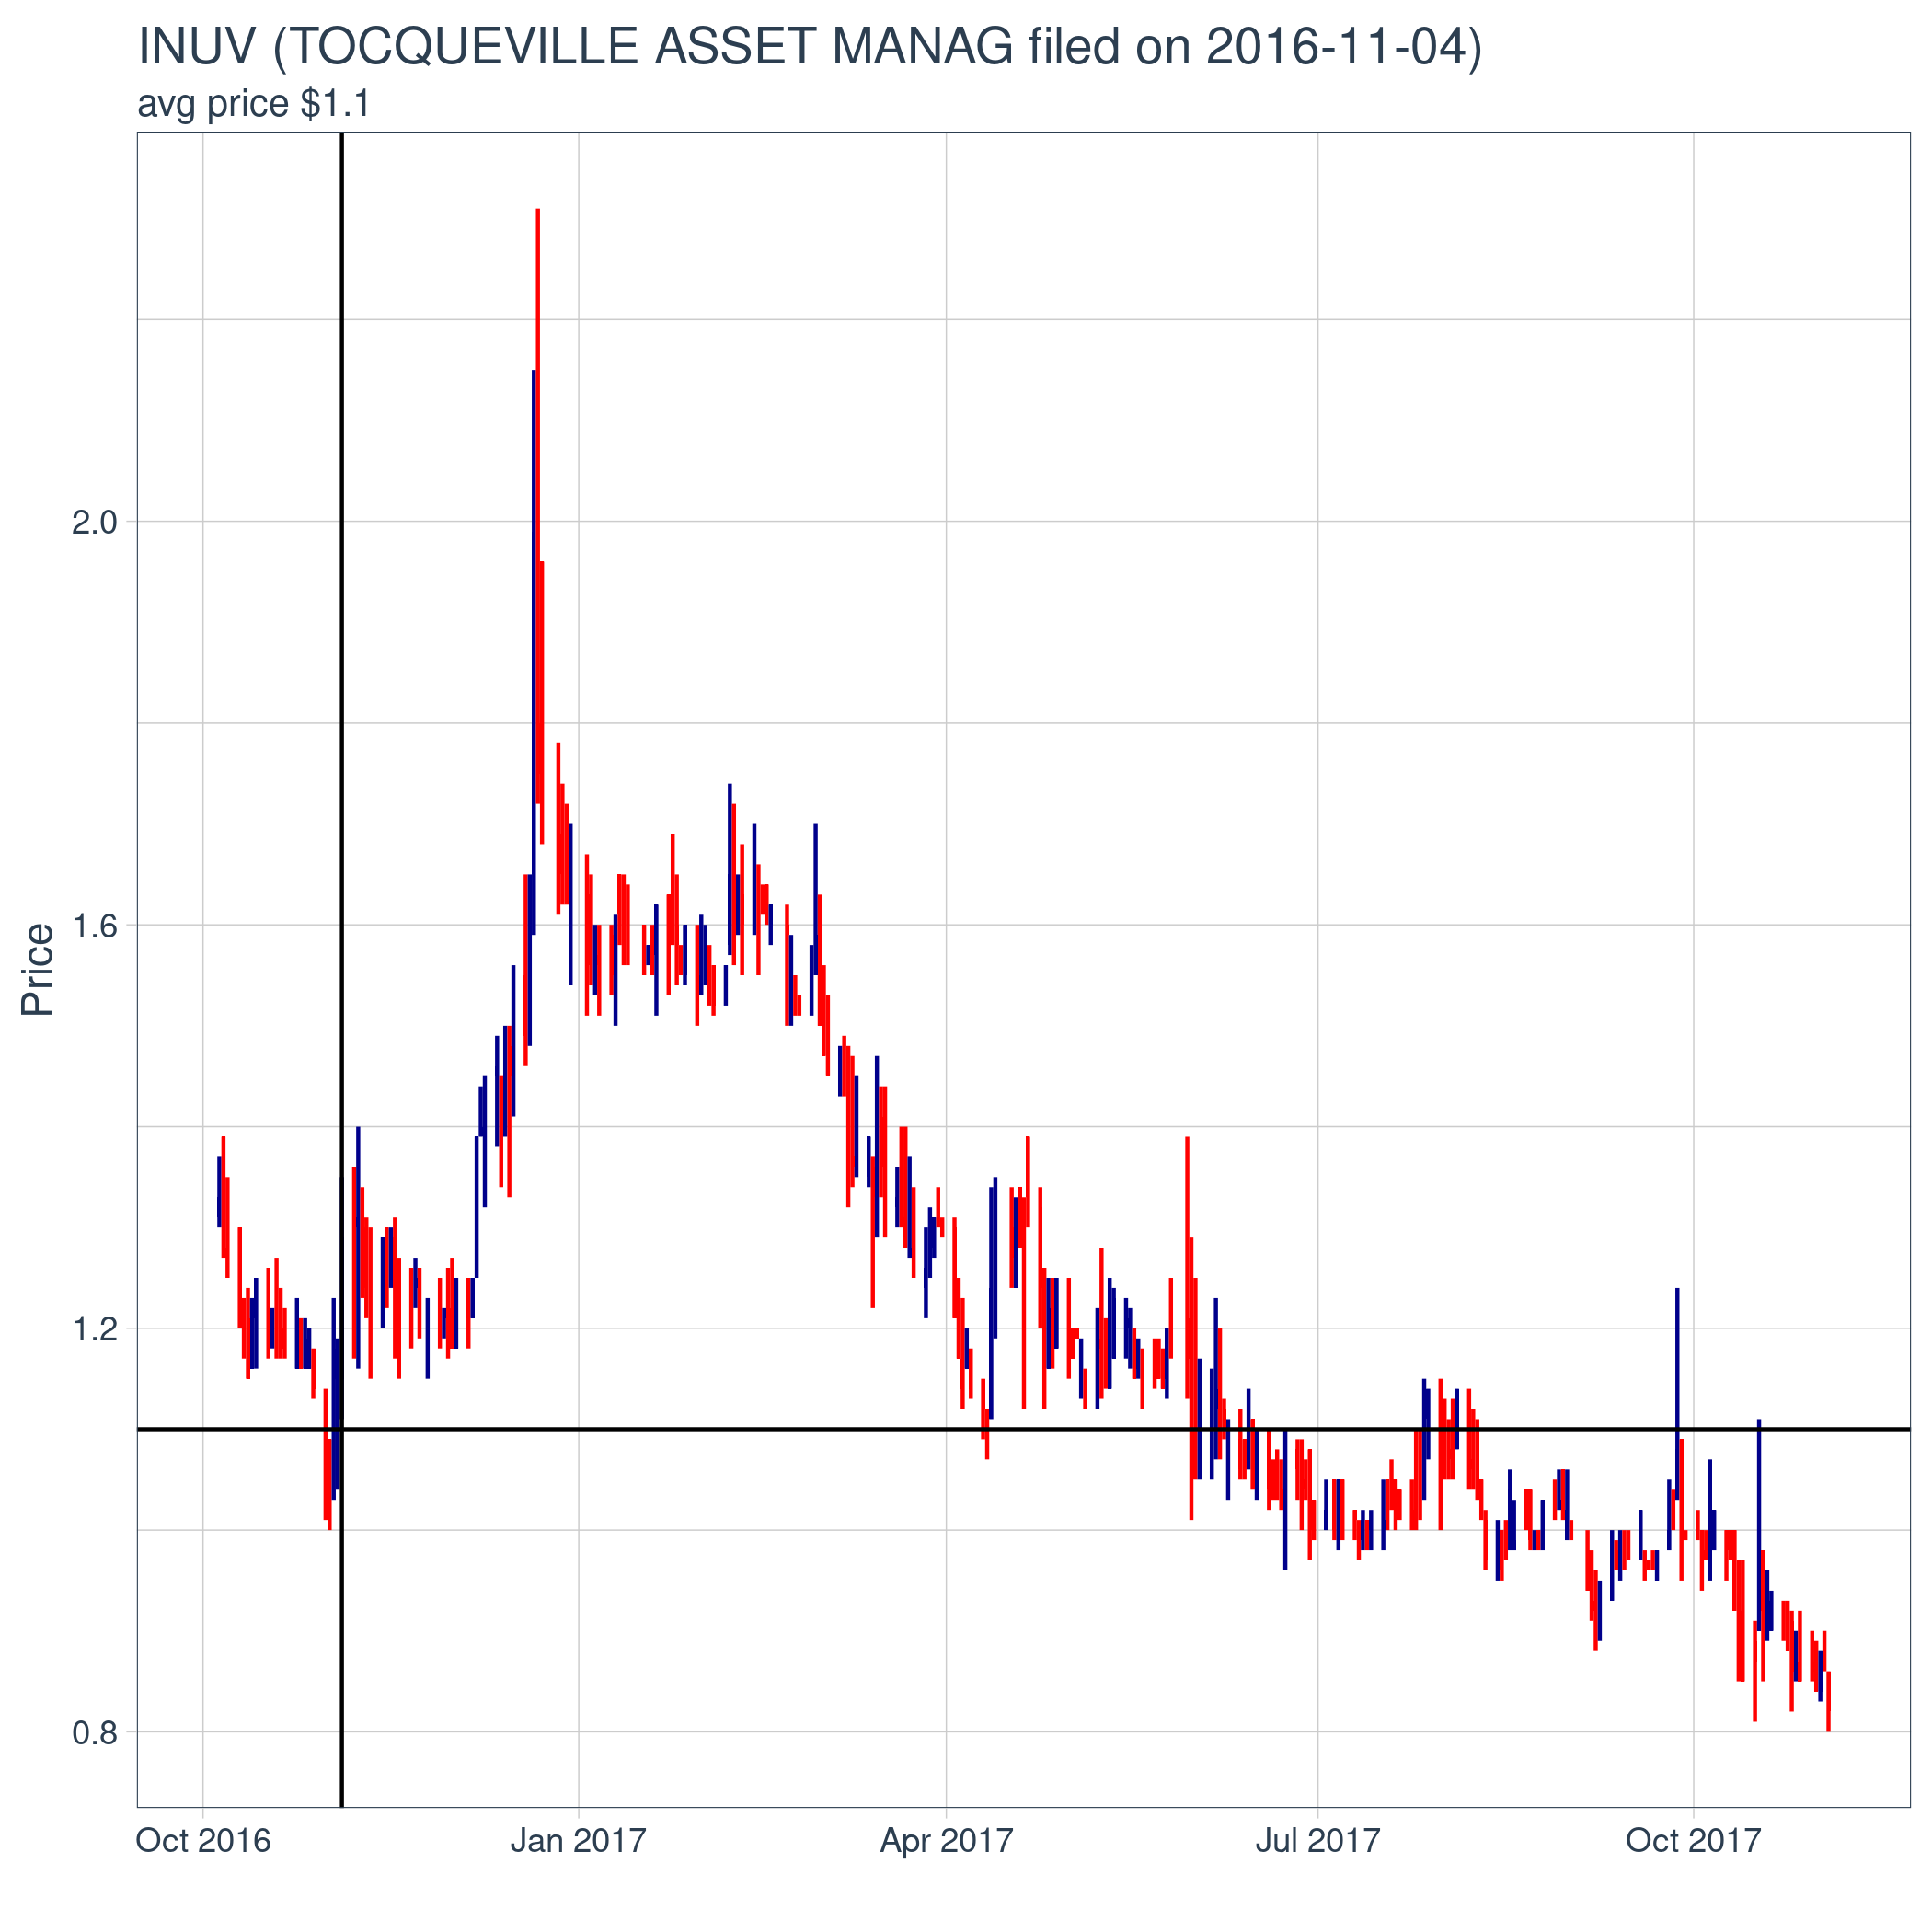 INUV (TOCQUEVILLE ASSET MANAG filed on 2016-11-04)
avg price $1.1
2.0
1.6
1.2
0.8
Price
Oct 2016
Jan 2017
Apr 2017
Jul 2017
Oct 2017